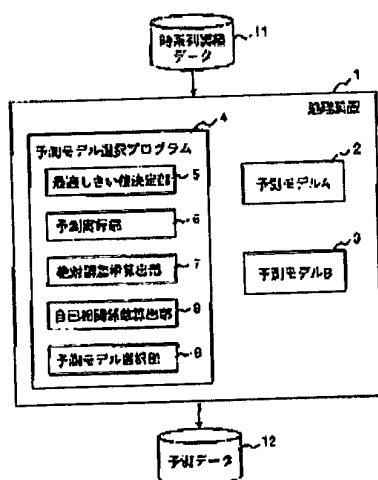 11
時系列実績
データ
1
処理装置
4
予測モデル選択プログラム
最適しきい値決定部
5
予測実行部
6
絶対誤差率算出部
7
自己相関係数算出部
8
予測モデル選択部
2
予測モデルA
3
予測モデルB
12
予測データ